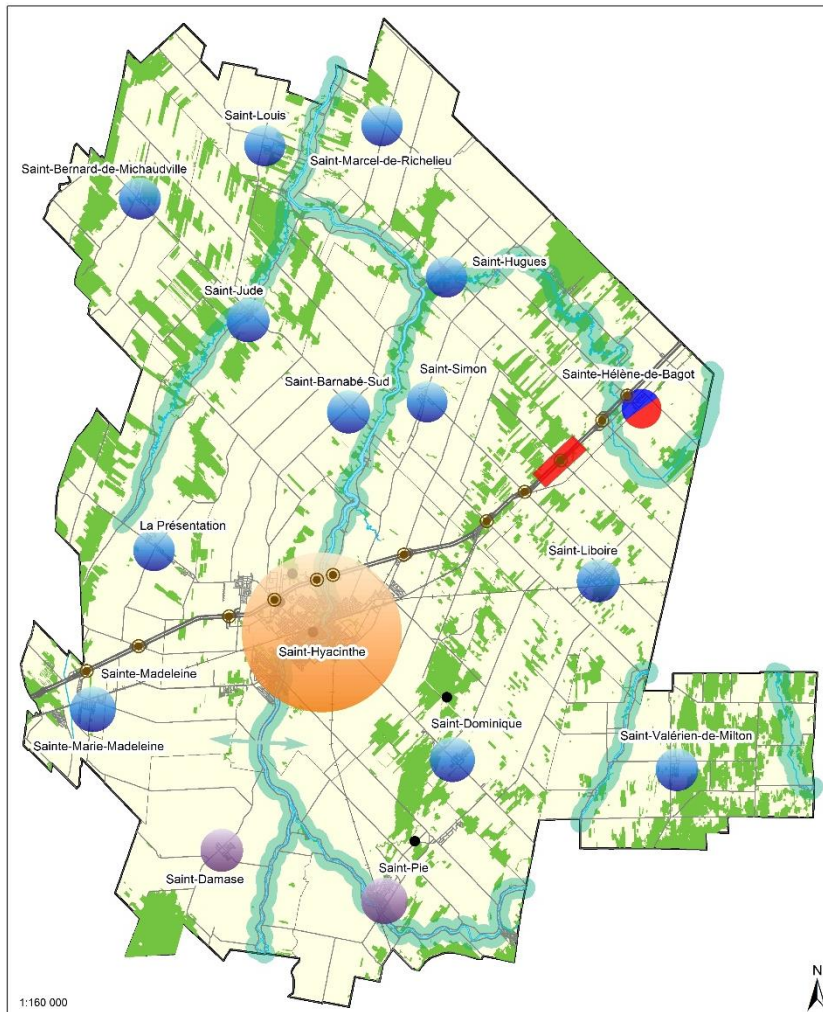 Saint-Louis
Saint-Marcel-de-Richelieu
Saint-Bernard-de-Michaudville
Saint-Hugues
Saint-Jude
Saint-Simon
Sainte-Hélène-de-Bagot
Saint-Barnabé-Sud
La Présentation
Saint-Liboire
Saint-Hyacinthe
Sainte-Madeleine
Saint-Dominique
Saint-Valérien-de-Milton
Sainte-Marie-Madeleine
Saint-Pie
Saint-Damase
N
1:160 000